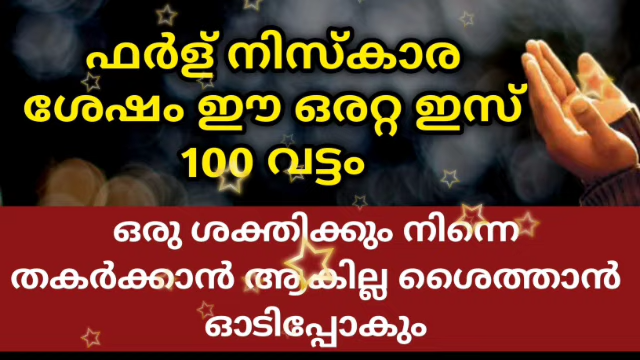 ഫർള് നിസ്കാര
ശേഷം ഈ ഒരറ്റ ഇസ്
100 വട്ടം
ഒരു ശക്തിക്കും നിന്നെ
തകർക്കാൻ ആകില്ല ശൈത്താൻ
ഓടിപ്പോകും